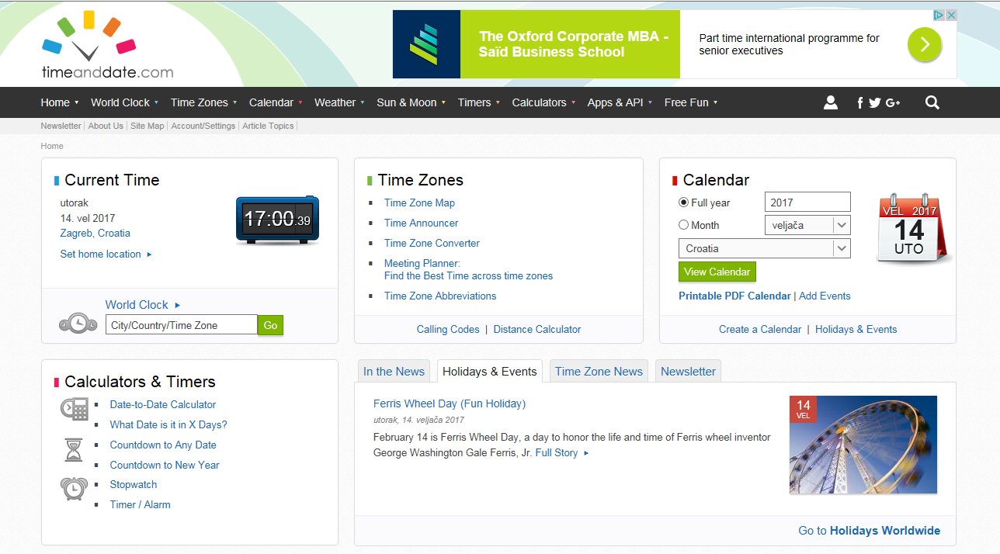 timeanddate.com
The Oxford Corporate MBA -
Saïd Business School
Part time international programme for
senior executives
Home World Clock Time Zones Calendar Weather Sun & Moon Timers Calculators Apps & API Free Fun
Newsletter | About Us | Site Map | Account/Settings | Article Topics |
Home
Current Time
utorak
14. vel 2017
Zagreb, Croatia
Set home location
17:00.39
World Clock
City/Country/Time Zone Go
Time Zones
Time Zone Map
Time Announcer
Time Zone Converter
Meeting Planner:
Find the Best Time across time zones
Time Zone Abbreviations
Calling Codes | Distance Calculator
Calendar
Full year 2017
Month veljača
Croatia
View Calendar
Printable PDF Calendar | Add Events
VEL 2017
14
UTO
Create a Calendar | Holidays & Events
Calculators & Timers
Date-to-Date Calculator
What Date is it in X Days?
Countdown to Any Date
Countdown to New Year
Stopwatch
Timer / Alarm
In the News Holidays & Events Time Zone News Newsletter
Ferris Wheel Day (Fun Holiday)
utorak, 14. veljača 2017
February 14 is Ferris Wheel Day, a day to honor the life and time of Ferris wheel inventor
George Washington Gale Ferris, Jr. Full Story
14
VEL
Go to Holidays Worldwide